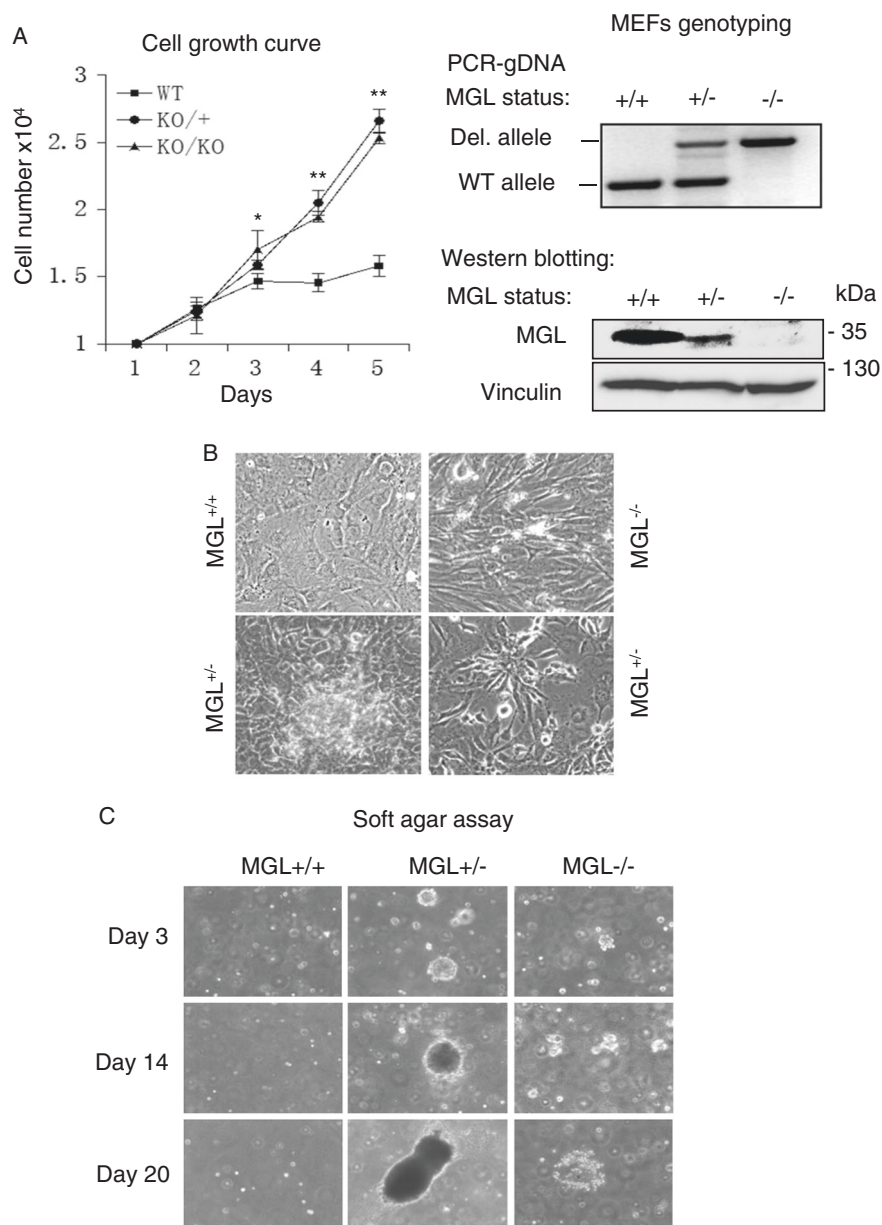 A
Cell growth curve
Cell number x10⁴
3
2.5
2
1.5
1
WT
KO/+
KO/KO
*
**
**
1 2 3 4 5
Days
MEFs genotyping
PCR-gDNA
MGL status: +/+ +/- -/-
Del. allele
WT allele
Western blotting:
MGL status: +/+ +/- -/- kDa
MGL - 35
- 130
Vinculin
B
MGL+/+
MGL-/-
MGL+/-
MGL+/-
C
Soft agar assay
MGL+/+ MGL+/- MGL-/-
Day 3
Day 14
Day 20